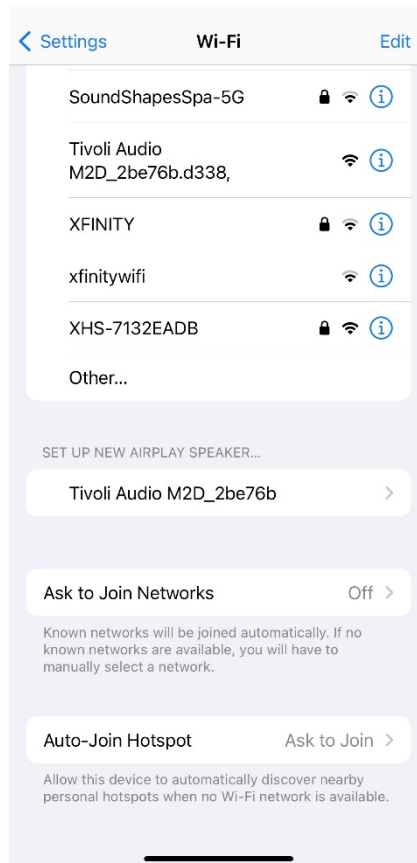 Settings
Wi-Fi
Edit
SoundShapesSpa-5G
Tivoli Audio
M2D_2be76b.d338,
XFINITY
xfinitywifi
XHS-7132EADB
Other...
SET UP NEW AIRPLAY SPEAKER...
Tivoli Audio M2D_2be76b
Ask to Join Networks
Off
Known networks will be joined automatically. If no
known networks are available, you will have to
manually select a network.
Auto-Join Hotspot
Ask to Join
Allow this device to automatically discover nearby
personal hotspots when no Wi-Fi network is available.